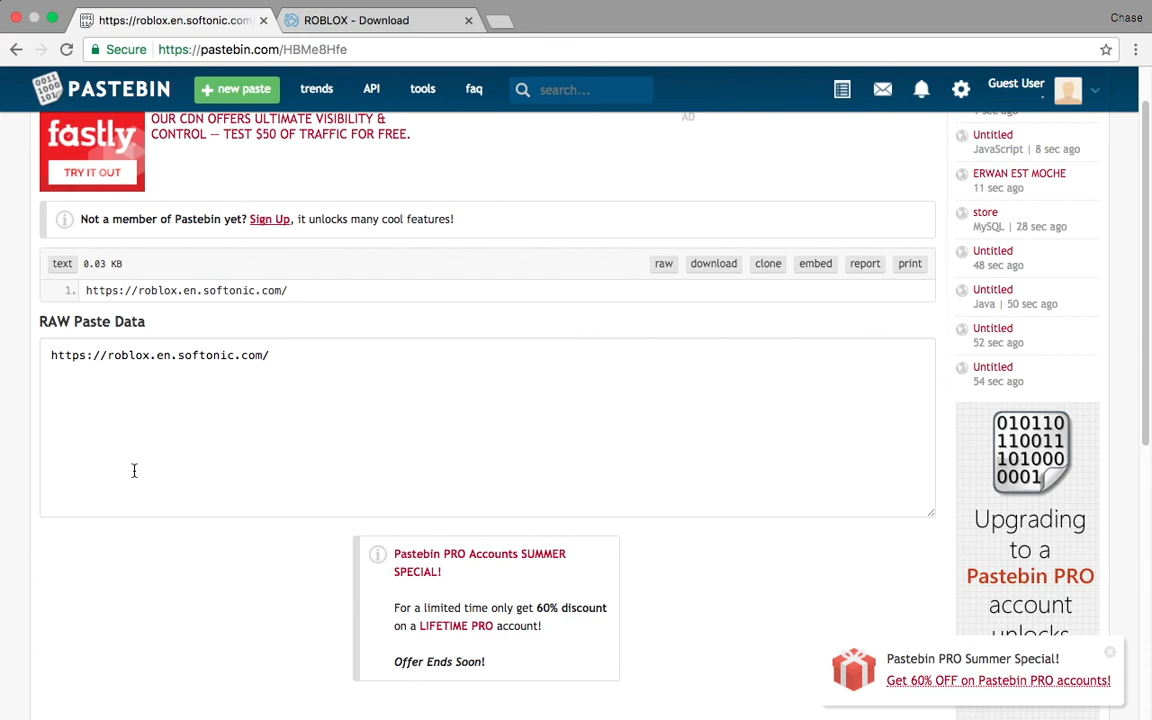 https://roblox.en.softonic.com/
ROBLOX - Download
Chase
Secure
https://pastebin.com/HBMe8Hfe
PASTEBIN
+ new paste
trends
API
tools
faq
search...
Guest User
fastly
TRY IT OUT
OUR CDN OFFERS ULTIMATE VISIBILITY &
CONTROL — TEST $50 OF TRAFFIC FOR FREE.
AD
Not a member of Pastebin yet? Sign Up, it unlocks many cool features!
text 0.03 KB
raw
download
clone
embed
report
print
1. https://roblox.en.softonic.com/
RAW Paste Data
https://roblox.en.softonic.com/
Pastebin PRO Accounts SUMMER
SPECIAL!
For a limited time only get 60% discount
on a LIFETIME PRO account!
Offer Ends Soon!
Untitled
JavaScript | 8 sec ago
ERWAN EST MOCHE
11 sec ago
store
MySQL | 28 sec ago
Untitled
48 sec ago
Untitled
Java | 50 sec ago
Untitled
52 sec ago
Untitled
54 sec ago
010110
110011
101000
0001
Upgrading
to a
Pastebin PRO
account
unlocks
Pastebin PRO Summer Special!
Get 60% OFF on Pastebin PRO accounts!